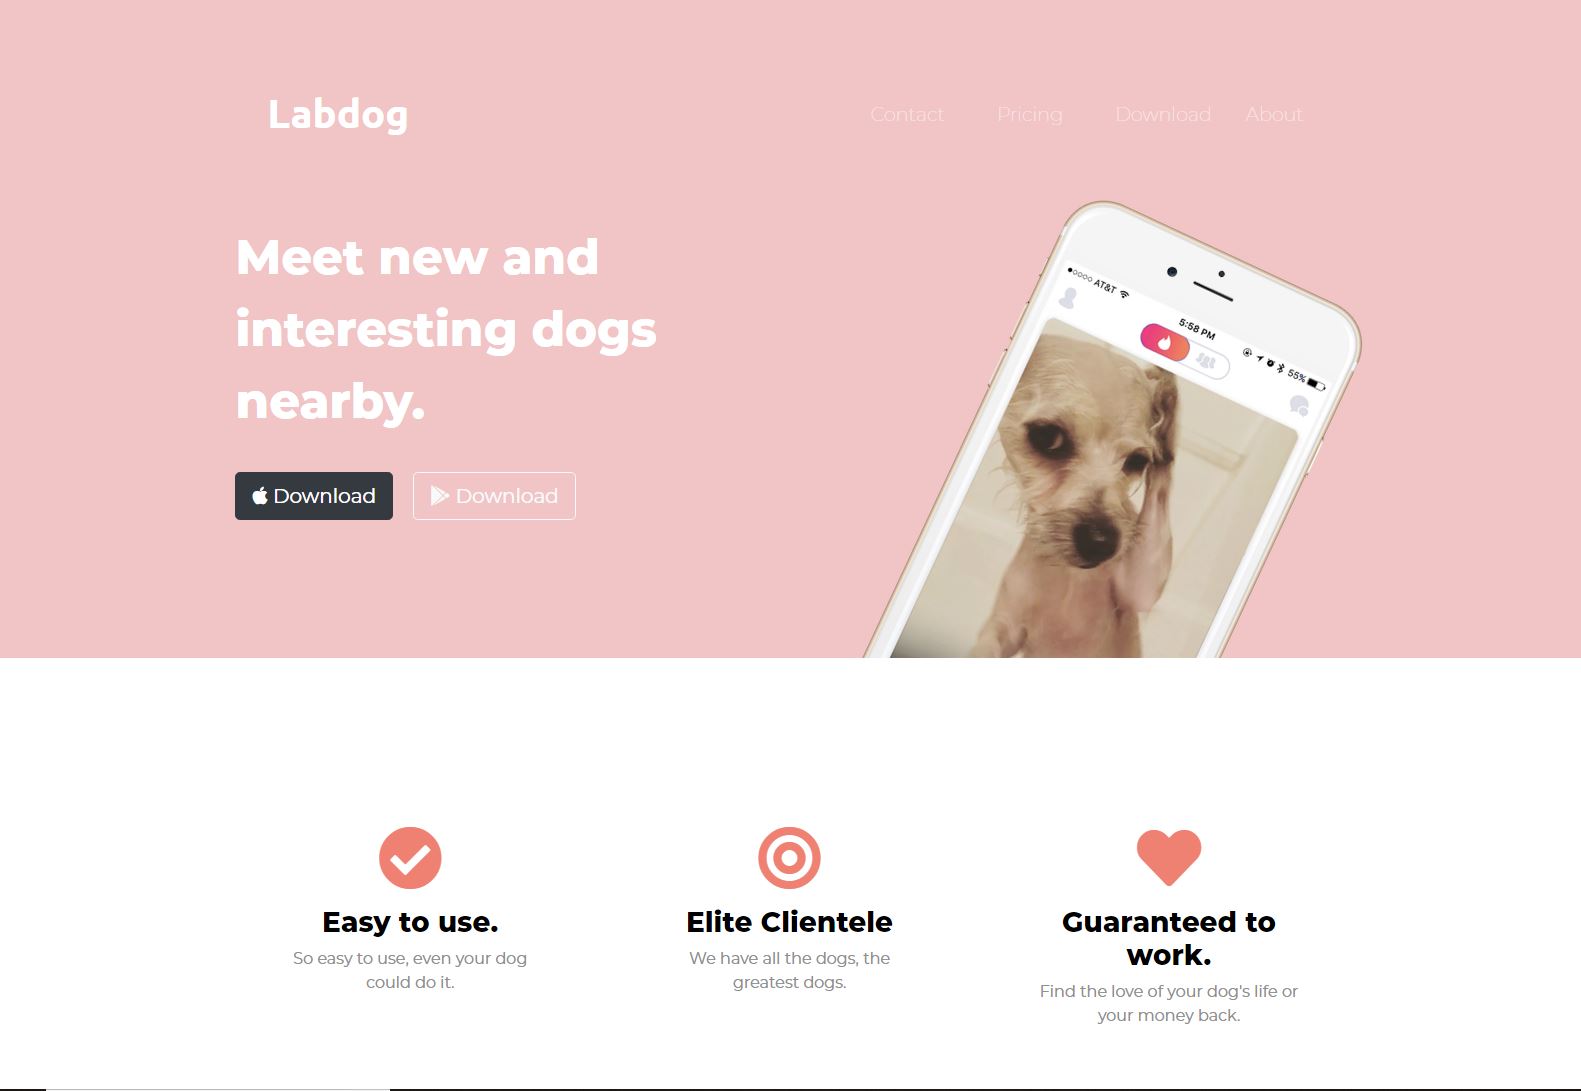 Labdog
Contact Pricing Download About
Meet new and
interesting dogs
nearby.
Download Download
AT&T
5:58 PM
55%
Easy to use.
So easy to use, even your dog
could do it.
Elite Clientele
We have all the dogs, the
greatest dogs.
Guaranteed to
work.
Find the love of your dog's life or
your money back.